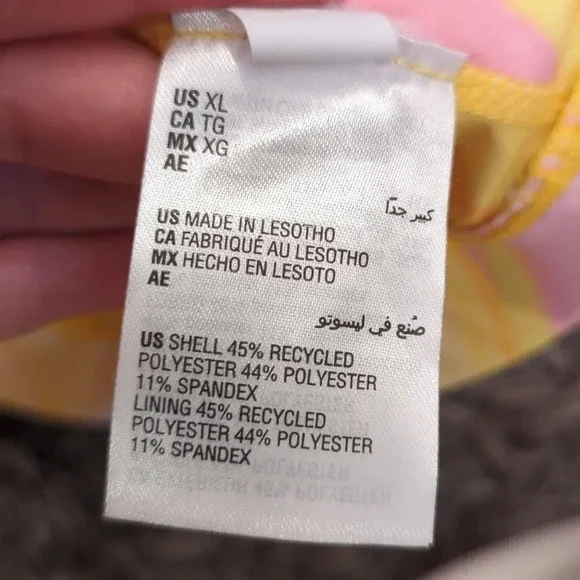 US XL
CA TG
MX XG
AE
كبير جدًا
US MADE IN LESOTHO
CA FABRIQUÉ AU LESOTHO
MX HECHO EN LESOTO
AE
صُنع في ليسوتو
US SHELL 45% RECYCLED
POLYESTER 44% POLYESTER
11% SPANDEX
LINING 45% RECYCLED
POLYESTER 44% POLYESTER
11% SPANDEX